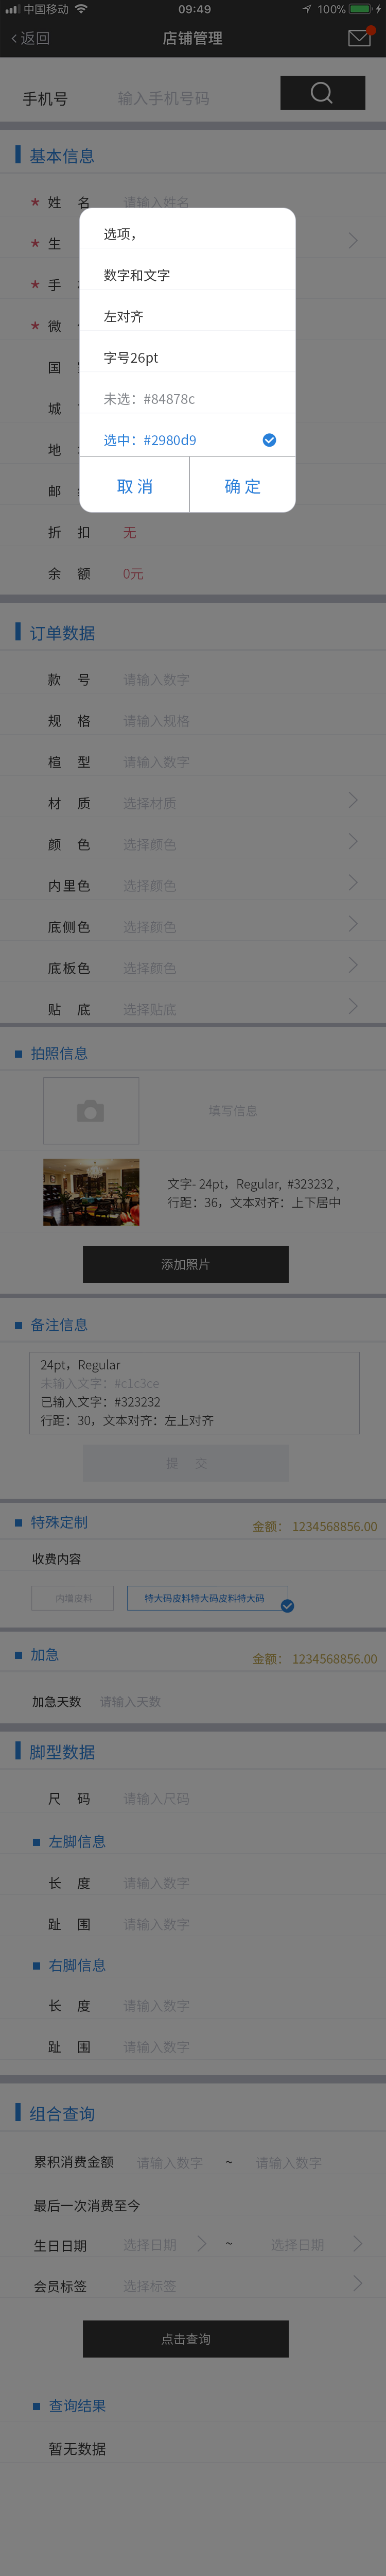 中国移动 09:49 100%
返回 店铺管理
手机号 输入手机号码
基本信息
* 姓 名 请输入姓名
选项，
* 生
数字和文字
* 手
左对齐
* 微
字号26pt
国
未选：#84878c
城
选中：#2980d9
地
取消 确定
邮
折 扣 无
余 额 0元
订单数据
款 号 请输入数字
规 格 请输入规格
楦 型 请输入数字
材 质 选择材质
颜 色 选择颜色
内里色 选择颜色
底侧色 选择颜色
底板色 选择颜色
贴 底 选择贴底
拍照信息
填写信息
文字- 24pt，Regular, #323232 ,
行距：36，文本对齐：上下居中
添加照片
备注信息
24pt，Regular
未输入文字：#c1c3ce
已输入文字：#323232
行距：30，文本对齐：左上对齐
提 交
特殊定制 金额： 1234568856.00
收费内容
内墙皮料 特大码皮料特大码皮料特大码
加急 金额： 1234568856.00
加急天数 请输入天数
脚型数据
尺 码 请输入尺码
左脚信息
长 度 请输入数字
趾 围 请输入数字
右脚信息
长 度 请输入数字
趾 围 请输入数字
组合查询
累积消费金额 请输入数字 ~ 请输入数字
最后一次消费至今
生日日期 选择日期 ~ 选择日期
会员标签 选择标签
点击查询
查询结果
暂无数据